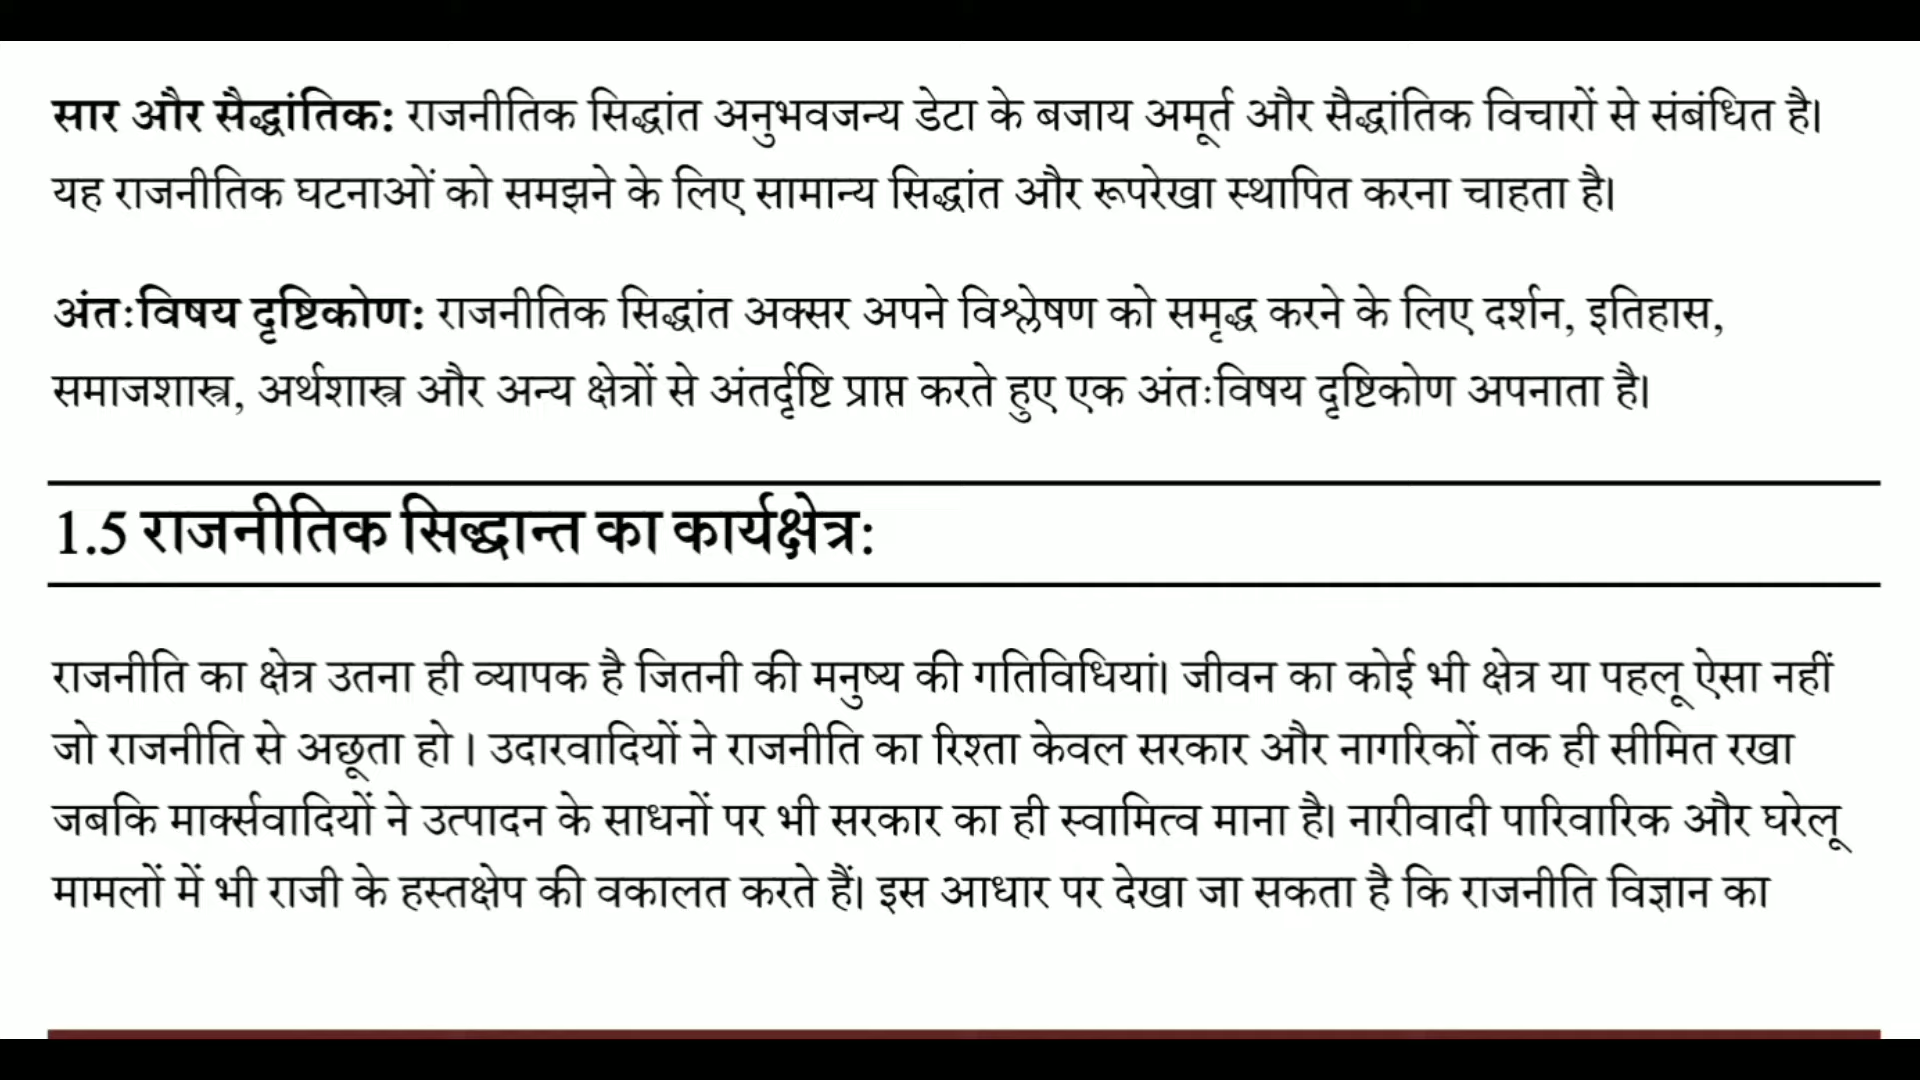 सार और सैद्धांतिक: राजनीतिक सिद्धांत अनुभवजन्य डेटा के बजाय अमूर्त और सैद्धांतिक विचारों से संबंधित है।
यह राजनीतिक घटनाओं को समझने के लिए सामान्य सिद्धांत और रूपरेखा स्थापित करना चाहता है।
अंतःविषय दृष्टिकोण: राजनीतिक सिद्धांत अक्सर अपने विश्लेषण को समृद्ध करने के लिए दर्शन, इतिहास,
समाजशास्त्र, अर्थशास्त्र और अन्य क्षेत्रों से अंतर्दृष्टि प्राप्त करते हुए एक अंतःविषय दृष्टिकोण अपनाता है।
1.5 राजनीतिक सिद्धान्त का कार्यक्षेत्र:
राजनीति का क्षेत्र उतना ही व्यापक है जितनी की मनुष्य की गतिविधियां। जीवन का कोई भी क्षेत्र या पहलू ऐसा नहीं
जो राजनीति से अछूता हो । उदारवादियों ने राजनीति का रिश्ता केवल सरकार और नागरिकों तक ही सीमित रखा
जबकि मार्क्सवादियों ने उत्पादन के साधनों पर भी सरकार का ही स्वामित्व माना है। नारीवादी पारिवारिक और घरेलू
मामलों में भी राजी के हस्तक्षेप की वकालत करते हैं। इस आधार पर देखा जा सकता है कि राजनीति विज्ञान का